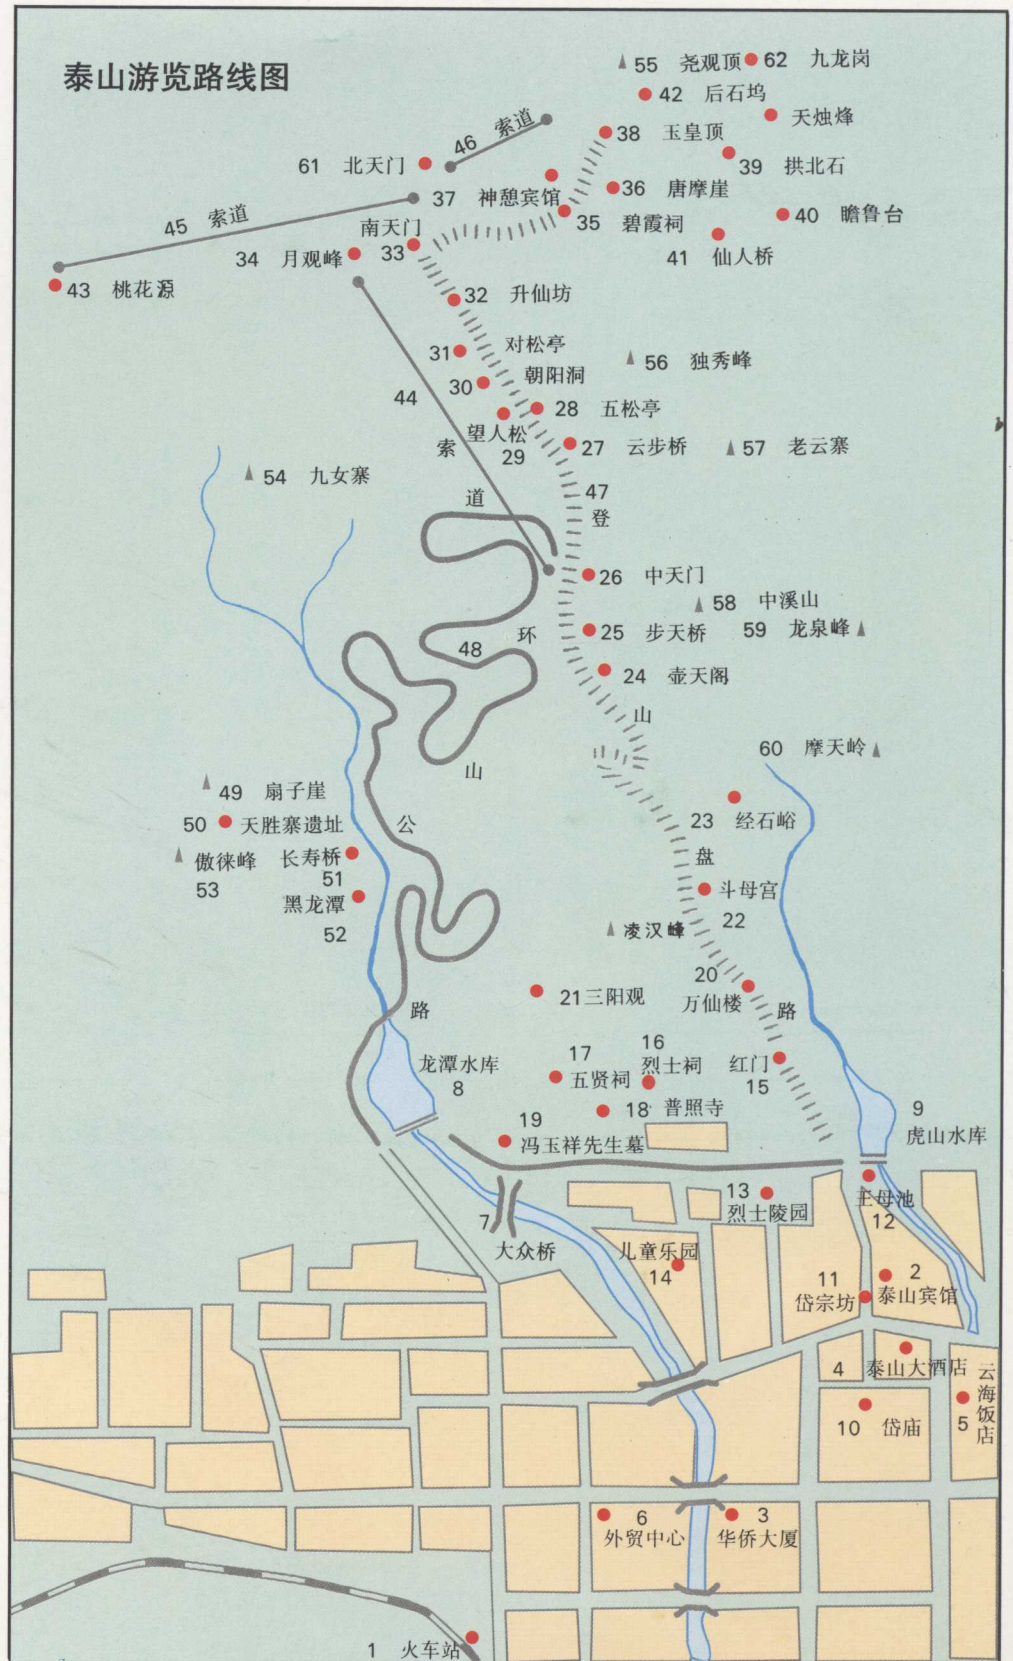 泰山游览路线图
55 尧观顶
62 九龙岗
42 后石坞
天烛烽
46 索道
38 玉皇顶
61 北天门
39 拱北石
37 神憩宾馆
36 唐摩崖
45 索道
南天门
33
35 碧霞祠
40 瞻鲁台
34 月观峰
41 仙人桥
43 桃花源
32 升仙坊
31 对松亭
56 独秀峰
30 朝阳洞
44 索道
28 五松亭
望人松
29
27 云步桥
57 老云寨
54 九女寨
47 登山盘路
26 中天门
58 中溪山
25 步天桥
59 龙泉峰
48 环山公路
24 壶天阁
60 摩天岭
49 扇子崖
23 经石峪
50 天胜寨遗址
傲徕峰
53
长寿桥
51
斗母宫
22
黑龙潭
52
凌汉峰
20
万仙楼
21 三阳观
龙潭水库
8
17
五贤祠
16
烈士祠
红门
15
18 普照寺
9
虎山水库
19
冯玉祥先生墓
13
烈士陵园
王母池
12
7
大众桥
儿童乐园
14
11
岱宗坊
2
泰山宾馆
4 泰山大酒店
云海饭店
5
10 岱庙
6
外贸中心
3
华侨大厦
1 火车站